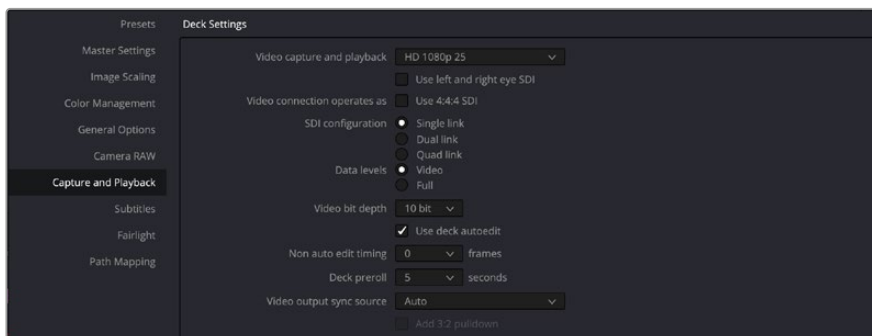 Presets
Master Settings
Image Scaling
Color Management
General Options
Camera RAW
Capture and Playback
Subtitles
Fairlight
Path Mapping
Deck Settings
Video capture and playback HD 1080p 25
Use left and right eye SDI
Video connection operates as Use 4:4:4 SDI
SDI configuration Single link
Dual link
Quad link
Data levels Video
Full
Video bit depth 10 bit
Use deck autoedit
Non auto edit timing 0 frames
Deck preroll 5 seconds
Video output sync source Auto
Add 3:2 pulldown